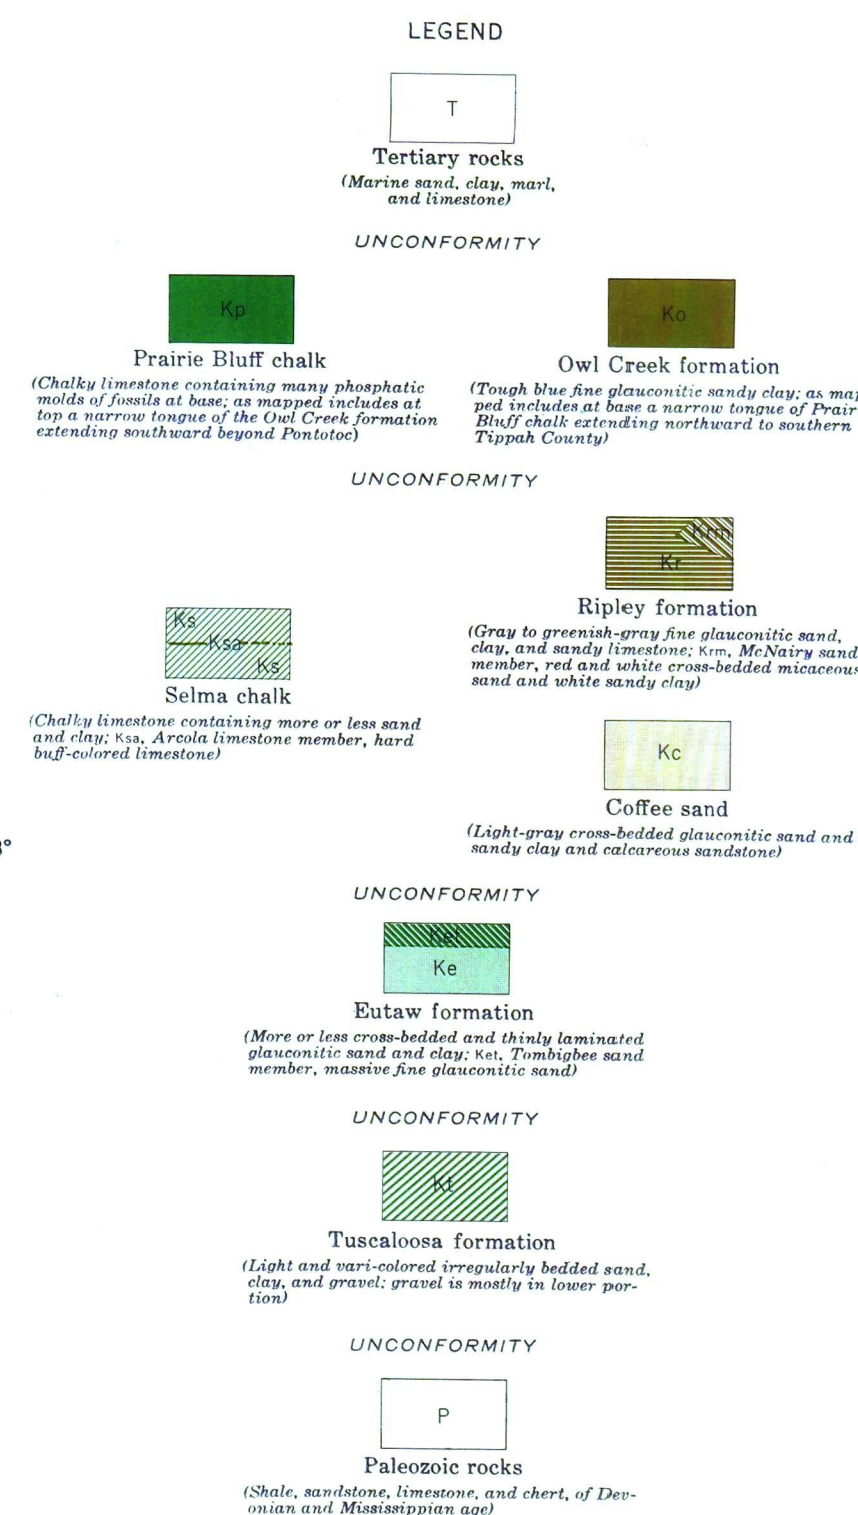 LEGEND
T
Tertiary rocks
(Marine sand, clay, marl,
and limestone)
UNCONFORMITY
Kp
Prairie Bluff chalk
(Chalky limestone containing many phosphatic
molds of fossils at base; as mapped includes at
top a narrow tongue of the Owl Creek formation
extending southward beyond Pontotoc)
Ko
Owl Creek formation
(Tough blue fine glauconitic sandy clay; as map
ped includes at base a narrow tongue of Prair
Bluff chalk extending northward to southern
Tippah County)
UNCONFORMITY
Krm
Kr
Ripley formation
(Gray to greenish-gray fine glauconitic sand,
clay, and sandy limestone; Krm, McNairy sand
member, red and white cross-bedded micaceous
sand and white sandy clay)
Ks
Ksa
Ks
Selma chalk
(Chalky limestone containing more or less sand
and clay; Ksa, Arcola limestone member, hard
buff-colored limestone)
Kc
Coffee sand
(Light-gray cross-bedded glauconitic sand and
sandy clay and calcareous sandstone)
UNCONFORMITY
Ket
Ke
Eutaw formation
(More or less cross-bedded and thinly laminated
glauconitic sand and clay; Ket, Tombigbee sand
member, massive fine glauconitic sand)
UNCONFORMITY
Kt
Tuscaloosa formation
(Light and vari-colored irregularly bedded sand,
clay, and gravel; gravel is mostly in lower por-
tion)
UNCONFORMITY
P
Paleozoic rocks
(Shale, sandstone, limestone, and chert, of Dev-
onian and Mississippian age)